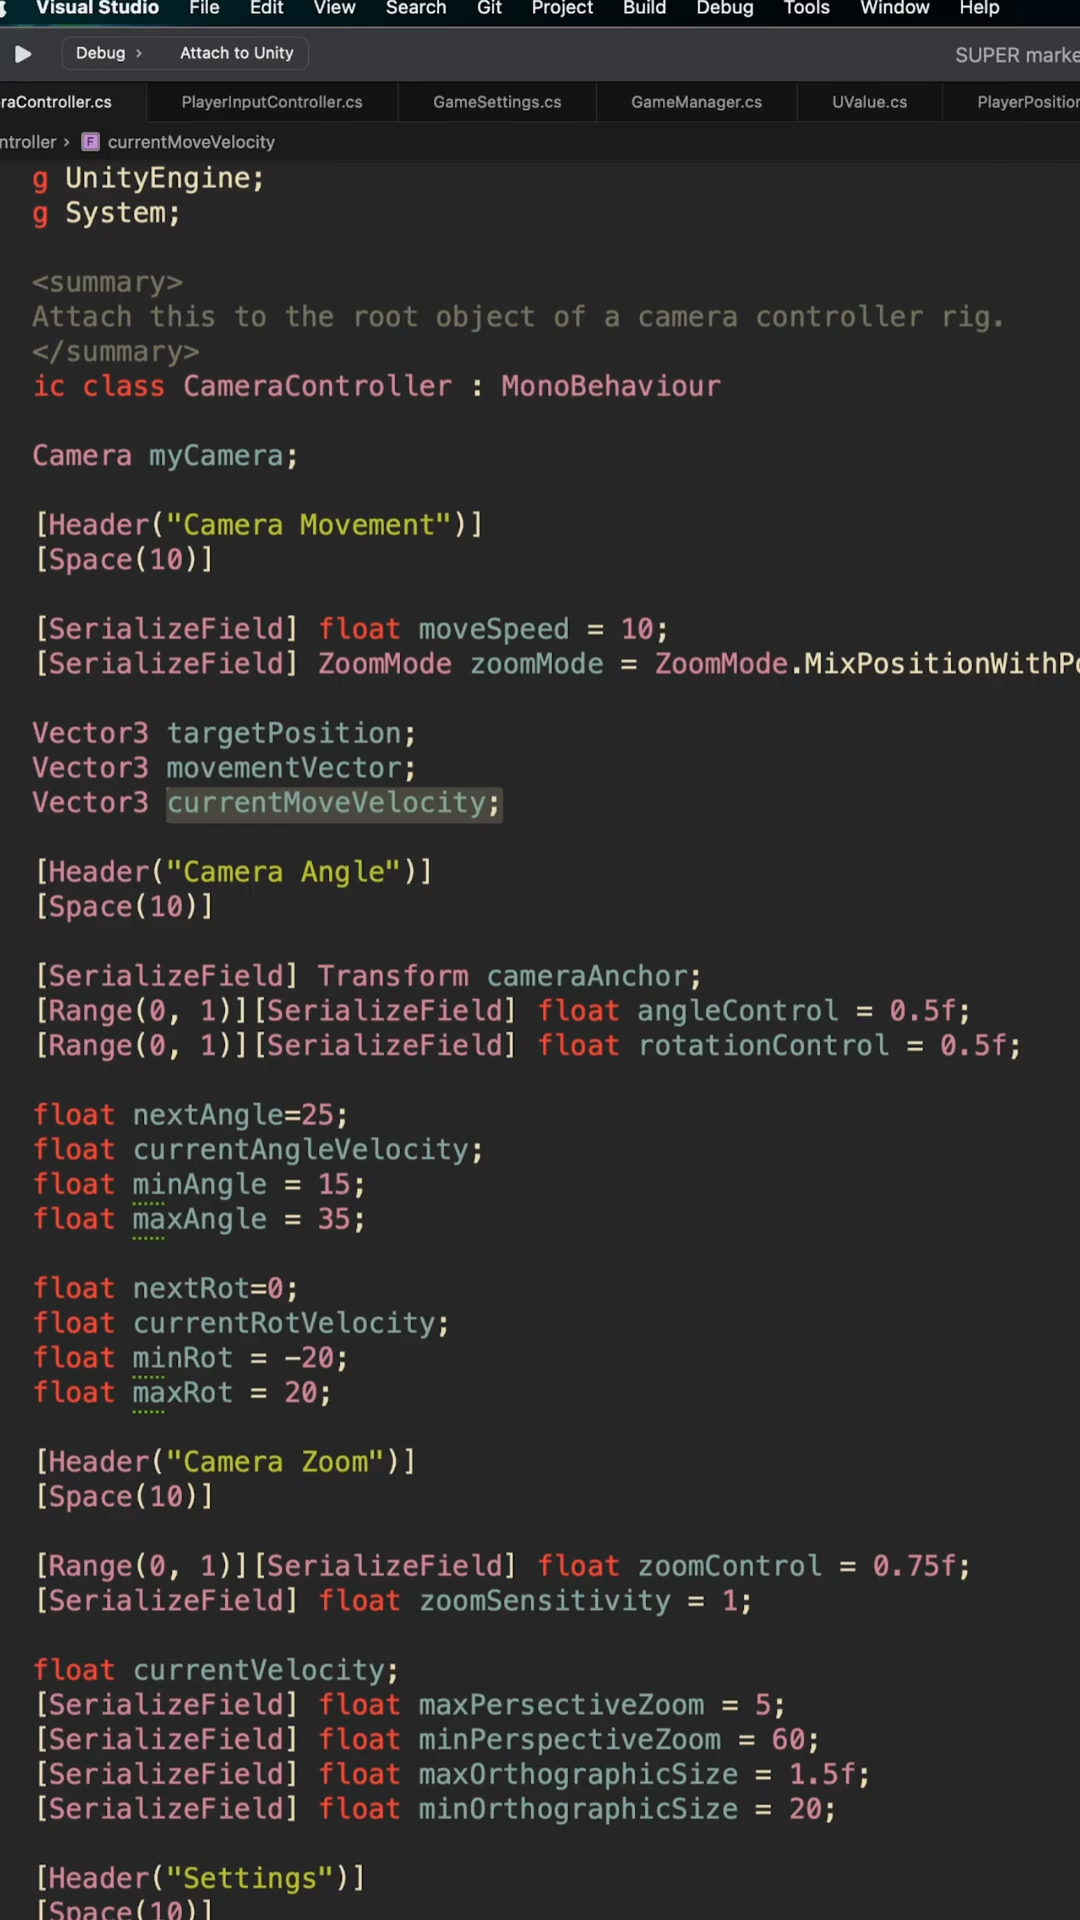 Visual Studio File Edit View Search Git Project Build Debug Tools Window Help
Debug › Attach to Unity SUPER marke
raController.cs PlayerInputController.cs GameSettings.cs GameManager.cs UValue.cs PlayerPosition
ntroller › F currentMoveVelocity
g UnityEngine;
g System;
<summary>
Attach this to the root object of a camera controller rig.
</summary>
ic class CameraController : MonoBehaviour
Camera myCamera;
[Header("Camera Movement")]
[Space(10)]
[SerializeField] float moveSpeed = 10;
[SerializeField] ZoomMode zoomMode = ZoomMode.MixPositionWithPe
Vector3 targetPosition;
Vector3 movementVector;
Vector3 currentMoveVelocity;
[Header("Camera Angle")]
[Space(10)]
[SerializeField] Transform cameraAnchor;
[Range(0, 1)][SerializeField] float angleControl = 0.5f;
[Range(0, 1)][SerializeField] float rotationControl = 0.5f;
float nextAngle=25;
float currentAngleVelocity;
float minAngle = 15;
float maxAngle = 35;
float nextRot=0;
float currentRotVelocity;
float minRot = -20;
float maxRot = 20;
[Header("Camera Zoom")]
[Space(10)]
[Range(0, 1)][SerializeField] float zoomControl = 0.75f;
[SerializeField] float zoomSensitivity = 1;
float currentVelocity;
[SerializeField] float maxPersectiveZoom = 5;
[SerializeField] float minPerspectiveZoom = 60;
[SerializeField] float maxOrthographicSize = 1.5f;
[SerializeField] float minOrthographicSize = 20;
[Header("Settings")]
[Space(10)]